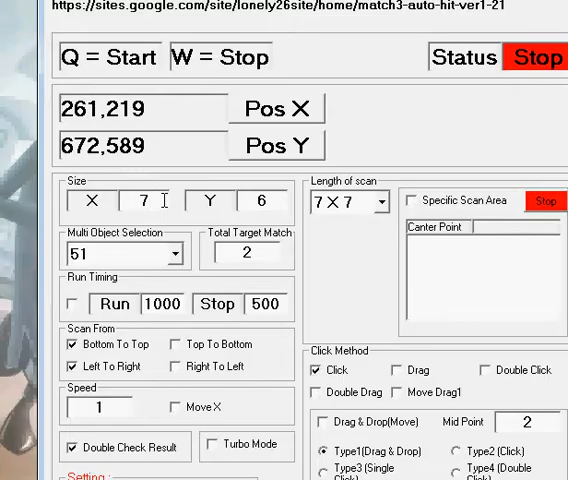 https://sites.google.com/site/lonely26site/home/match3-auto-hit-ver1-21
Q = Start W = Stop Status Stop
261,219 Pos X
672,589 Pos Y
Size
X 7 Y 6
Length of scan
7 X 7
Specific Scan Area Stop
Canter Point
Multi Object Selection
51
Total Target Match
2
Run Timing
Run 1000 Stop 500
Scan From
Bottom To Top Top To Bottom
Left To Right Right To Left
Speed
1 Move X
Double Check Result Turbo Mode
Setting :
Click Method
Click Drag Double Click
Double Drag Move Drag1
Drag & Drop(Move) Mid Point 2
Type1(Drag & Drop) Type2 (Click)
Type3 (Single Click) Type4 (Double Click)